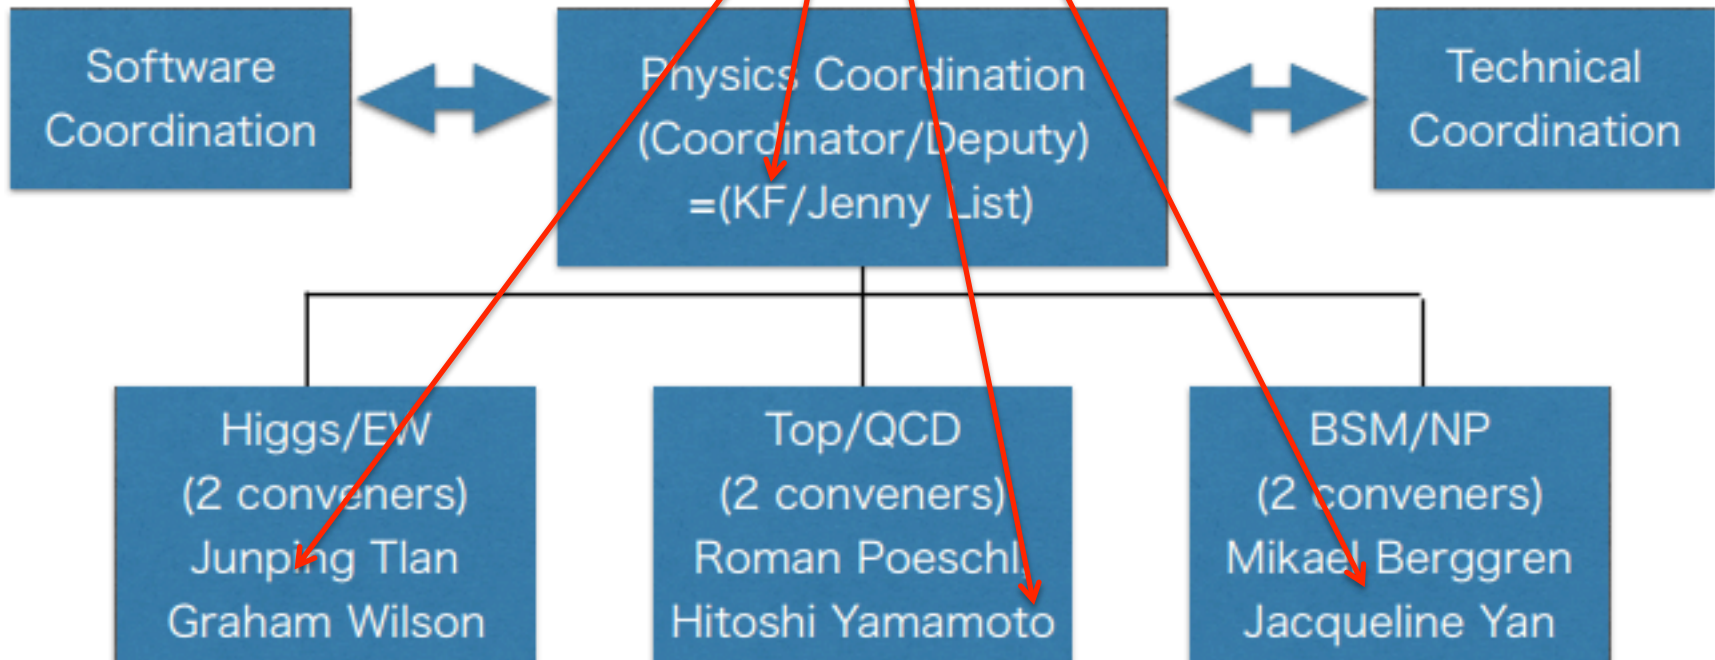 Software
Coordination
Physics Coordination
(Coordinator/Deputy)
=(KF/Jenny List)
Technical
Coordination
Higgs/EW
(2 conveners)
Junping Tlan
Graham Wilson
Top/QCD
(2 conveners)
Roman Poeschl
Hitoshi Yamamoto
BSM/NP
(2 conveners)
Mikael Berggren
Jacqueline Yan